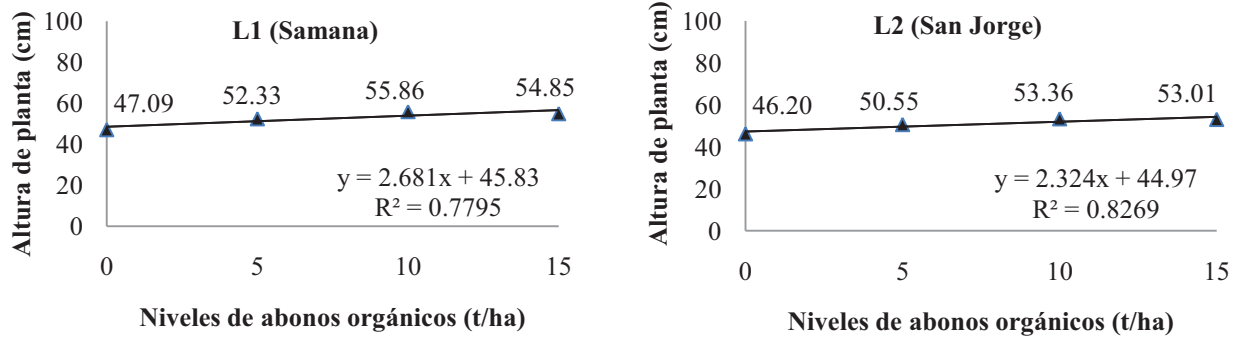 L1 (Samana)
Altura de planta (cm)
100
80
60
40
20
0
47.09
52.33
55.86
54.85
y = 2.681x + 45.83
R² = 0.7795
0
5
10
15
Niveles de abonos orgánicos (t/ha)
L2 (San Jorge)
Altura de planta (cm)
100
80
60
40
20
0
46.20
50.55
53.36
53.01
y = 2.324x + 44.97
R² = 0.8269
0
5
10
15
Niveles de abonos orgánicos (t/ha)